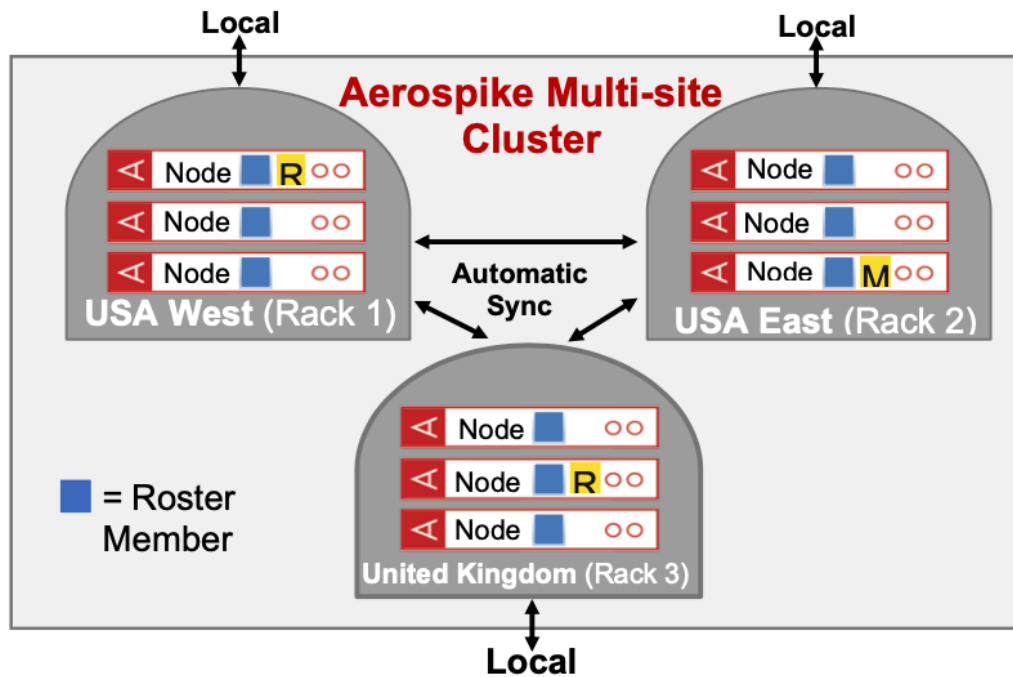 Local
Local
Aerospike Multi-site
Cluster
A Node R
A Node
A Node
USA West (Rack 1)
A Node
A Node
A Node M
USA East (Rack 2)
Automatic
Sync
A Node
A Node R
A Node
United Kingdom (Rack 3)
= Roster
Member
Local